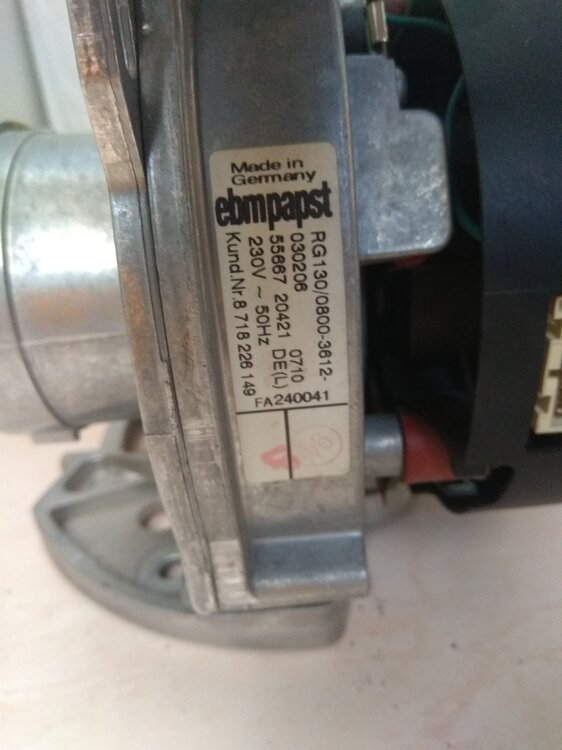 Made in
Germany
ebmpapst
RG130/0800-3612-
030206
55667 20421 0710
230V ~ 50Hz DE(L)
Kund.Nr.8 718 226 149
FA240041